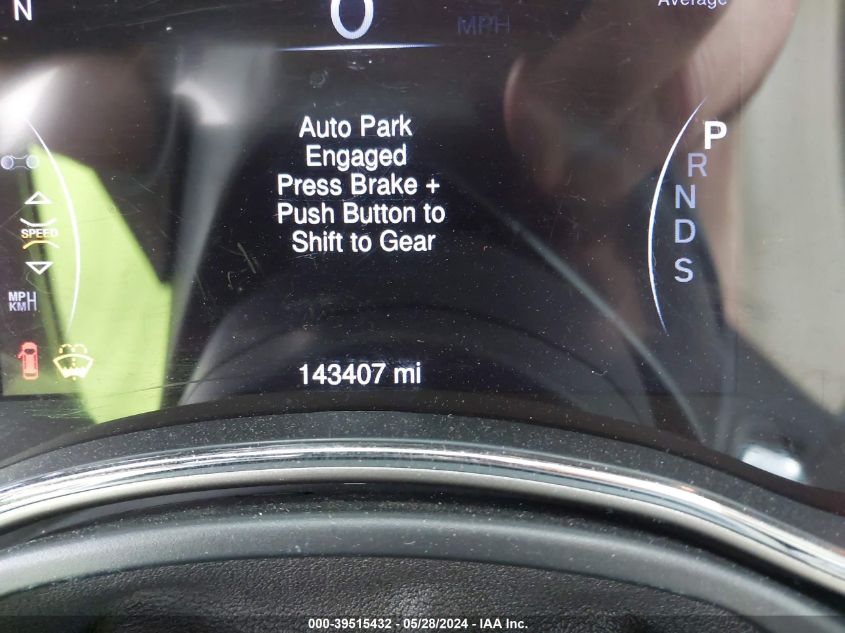 N
0
MPH
Average
Auto Park
Engaged
Press Brake +
Push Button to
Shift to Gear
P
R
N
D
S
SPEED
MPH
KM/H
143407 mi
000-39515432 - 05/28/2024 - IAA Inc.